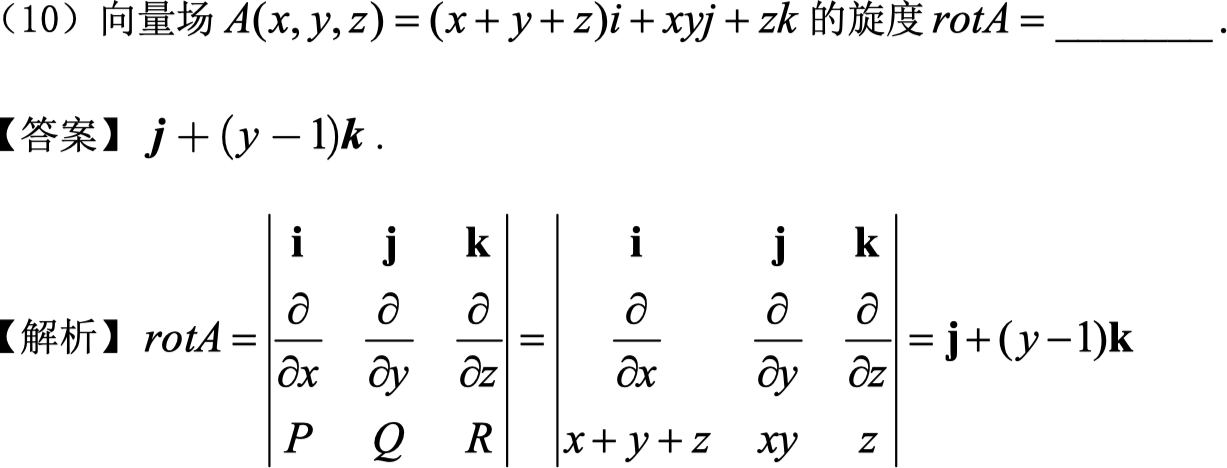 （10）向量场 A(x, y, z) = (x + y + z)i + xyj + zk 的旋度 rotA = ________ .
【答案】 j + (y − 1)k .
【解析】 rotA = | i j k ; ∂/∂x ∂/∂y ∂/∂z ; P Q R | = | i j k ; ∂/∂x ∂/∂y ∂/∂z ; x + y + z xy z | = j + (y − 1)k